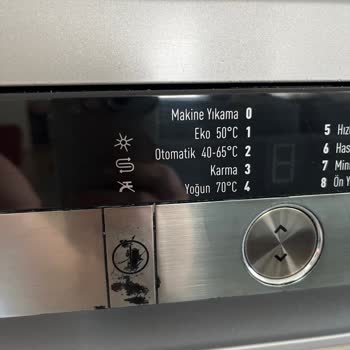 Makine Yıkama 0
Eko 50°C 1
Otomatik 40-65°C 2
Karma 3
Yoğun 70°C 4
5 Hızl
6 Has
7 Mini
8 Ön Y